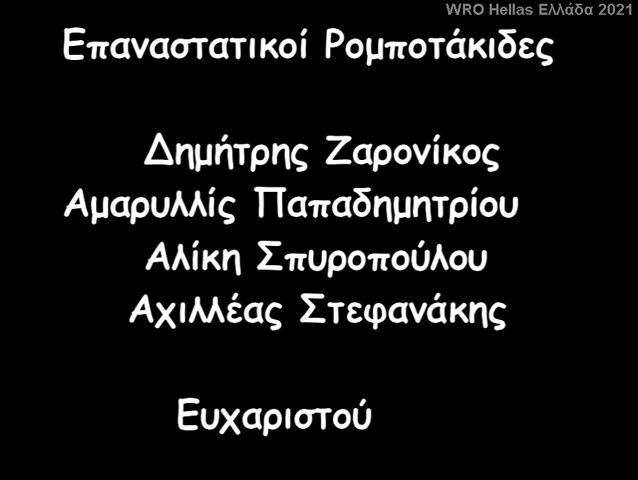 WRO Hellas Ελλάδα 2021
Επαναστατικοί Ρομποτάκιδες
Δημήτρης Ζαρονίκος
Αμαρυλλίς Παπαδημητρίου
Αλίκη Σπυροπούλου
Αχιλλέας Στεφανάκης
Ευχαριστού